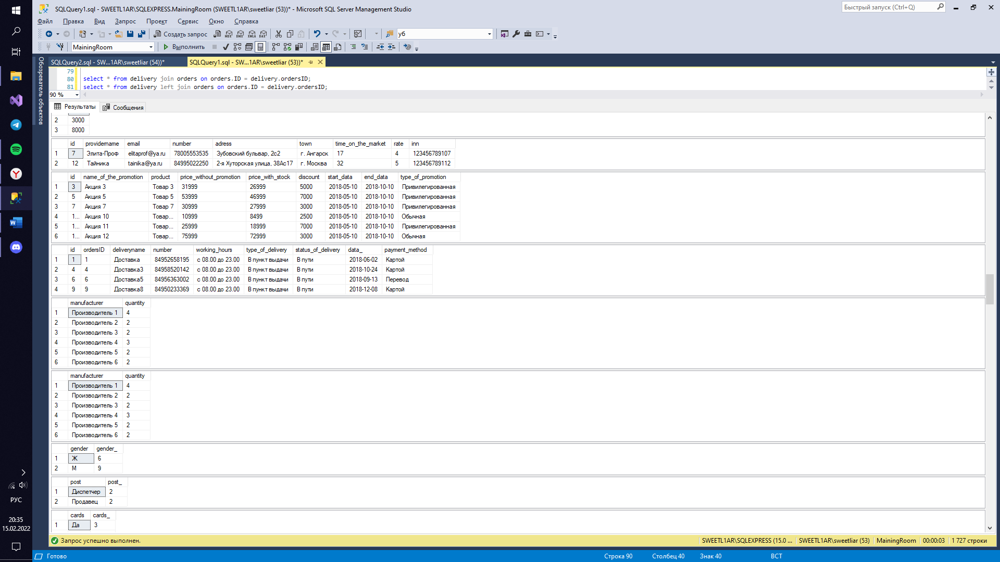 SQLQuery1.sql - SWEETL1AR\SQLEXPRESS.MainingRoom (SWEETL1AR\sweetliar (53))* - Microsoft SQL Server Management Studio
Быстрый запуск (Ctrl+Q)
Файл Правка Вид Запрос Проект Сервис Окно Справка
Создать запрос MDX DMX XMLA DAX уб
MainingRoom Выполнить
Обозреватель объектов
SQLQuery2.sql - SW...1AR\sweetliar (54))* SQLQuery1.sql - SW...1AR\sweetliar (53))*
79
80 select * from delivery join orders on orders.ID = delivery.ordersID;
81 select * from delivery left join orders on orders.ID = delivery.ordersID;
90 %
Результаты Сообщения
2 3000
3 8000
id providername email number adress town time_on_the_market rate inn
1 7 Элита-Проф elitaprof@ya.ru 78005553535 Зубовский бульвар, 2с2 г. Ангарск 17 4 123456789107
2 12 Тайника tainika@ya.ru 84995022250 2-я Хуторская улица, 38Ас17 г. Москва 32 5 123456789112
id name_of_the_promotion product price_without_promotion price_with_stock discount start_data end_data type_of_promotion
1 3 Акция 3 Товар 3 31999 26999 5000 2018-05-10 2018-10-10 Привилегированная
2 5 Акция 5 Товар 5 53999 46999 7000 2018-05-10 2018-10-10 Привилегированная
3 7 Акция 7 Товар 7 30999 27999 3000 2018-05-10 2018-10-10 Привилегированная
4 1... Акция 10 Товар... 10999 8499 2500 2018-05-10 2018-10-10 Обычная
5 1... Акция 11 Товар... 25999 18999 7000 2018-05-10 2018-10-10 Привилегированная
6 1... Акция 12 Товар... 75999 72999 3000 2018-05-10 2018-10-10 Обычная
id ordersID deliveryname number working_hours type_of_delivery status_of_delivery data_ payment_method
1 1 1 Доставка 84952658195 с 08.00 до 23.00 В пункт выдачи В пути 2018-06-02 Картой
2 4 4 Доставка3 84958520142 с 08.00 до 23.00 В пункт выдачи В пути 2018-10-24 Картой
3 6 6 Доставка5 84956363002 с 08.00 до 23.00 В пункт выдачи В пути 2018-09-13 Перевод
4 9 9 Доставка8 84950233369 с 08.00 до 23.00 В пункт выдачи В пути 2018-12-08 Картой
manufacturer quantity
1 Производитель 1 4
2 Производитель 2 2
3 Производитель 3 2
4 Производитель 4 3
5 Производитель 5 2
6 Производитель 6 2
manufacturer quantity
1 Производитель 1 4
2 Производитель 2 2
3 Производитель 3 2
4 Производитель 4 3
5 Производитель 5 2
6 Производитель 6 2
gender gender_
1 Ж 6
2 М 9
post post_
1 Диспетчер 2
2 Продавец 2
cards cards_
1 Да 3
Запрос успешно выполнен. SWEETL1AR\SQLEXPRESS (15.0 ... SWEETL1AR\sweetliar (53) MainingRoom 00:00:03 1 727 строки
Готово Строка 90 Столбец 40 Знак 40 ВСТ
РУС
20:35
15.02.2022